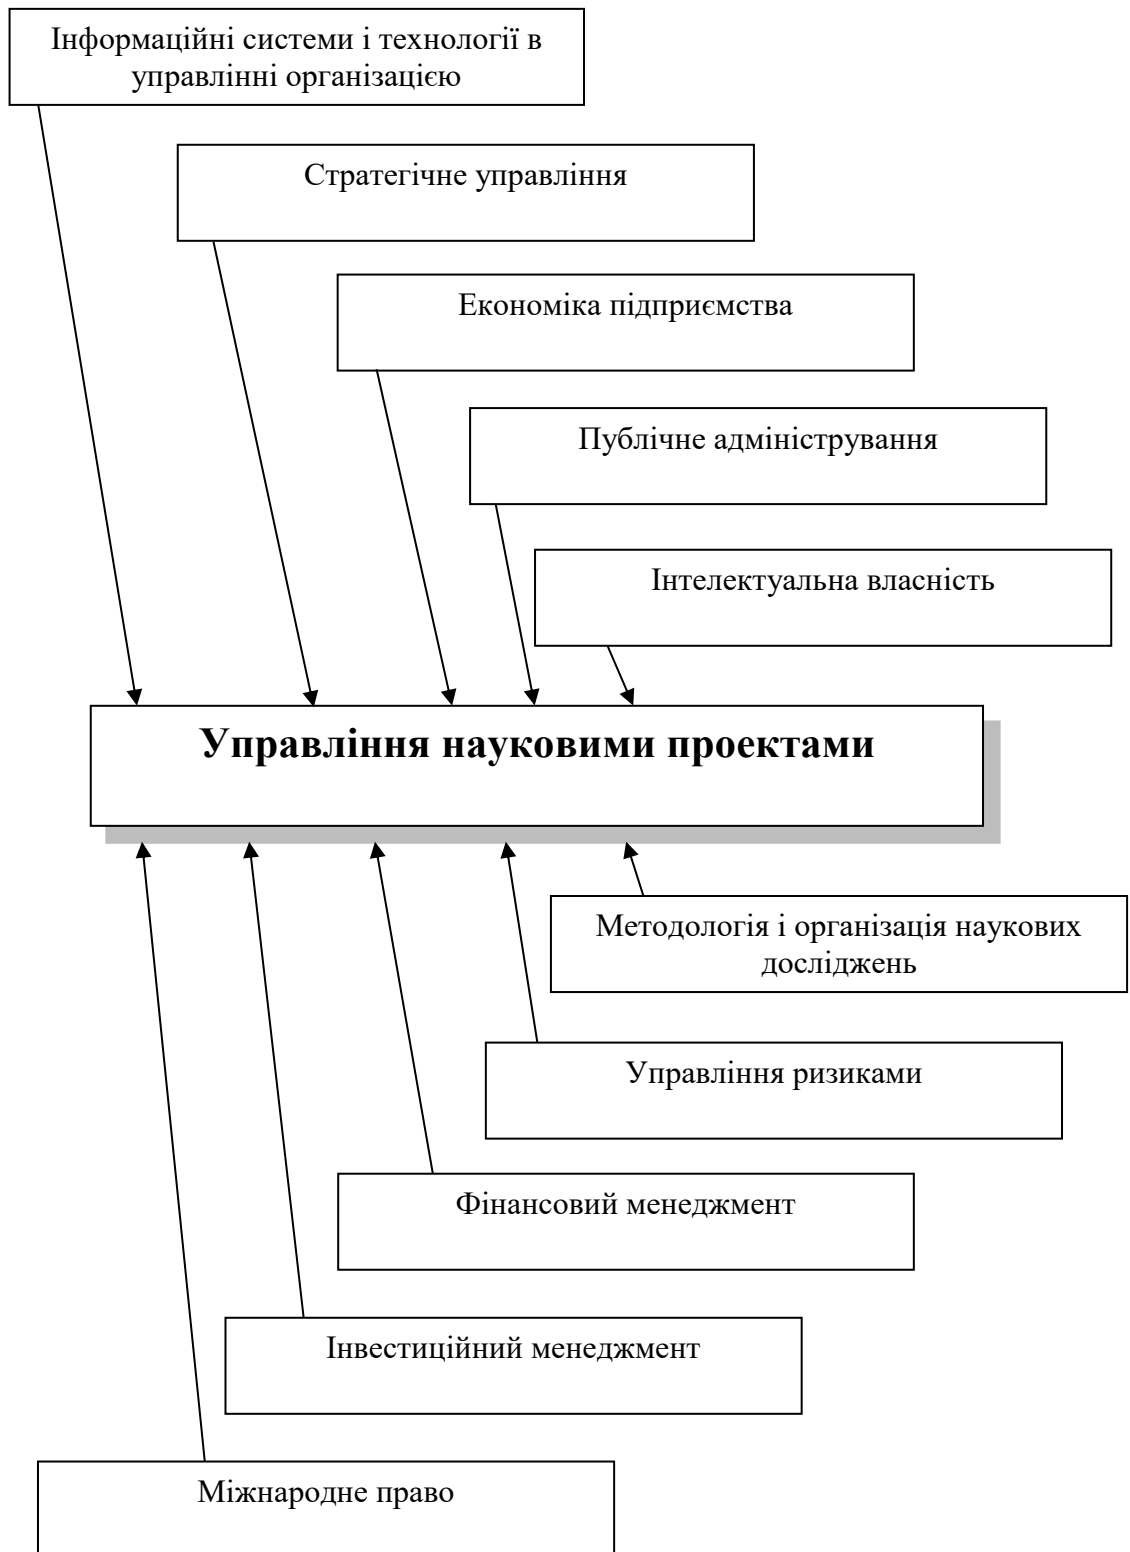 Інформаційні системи і технології в
управлінні організацією
Стратегічне управління
Економіка підприємства
Публічне адміністрування
Інтелектуальна власність
Управління науковими проектами
Методологія і організація наукових
досліджень
Управління ризиками
Фінансовий менеджмент
Інвестиційний менеджмент
Міжнародне право